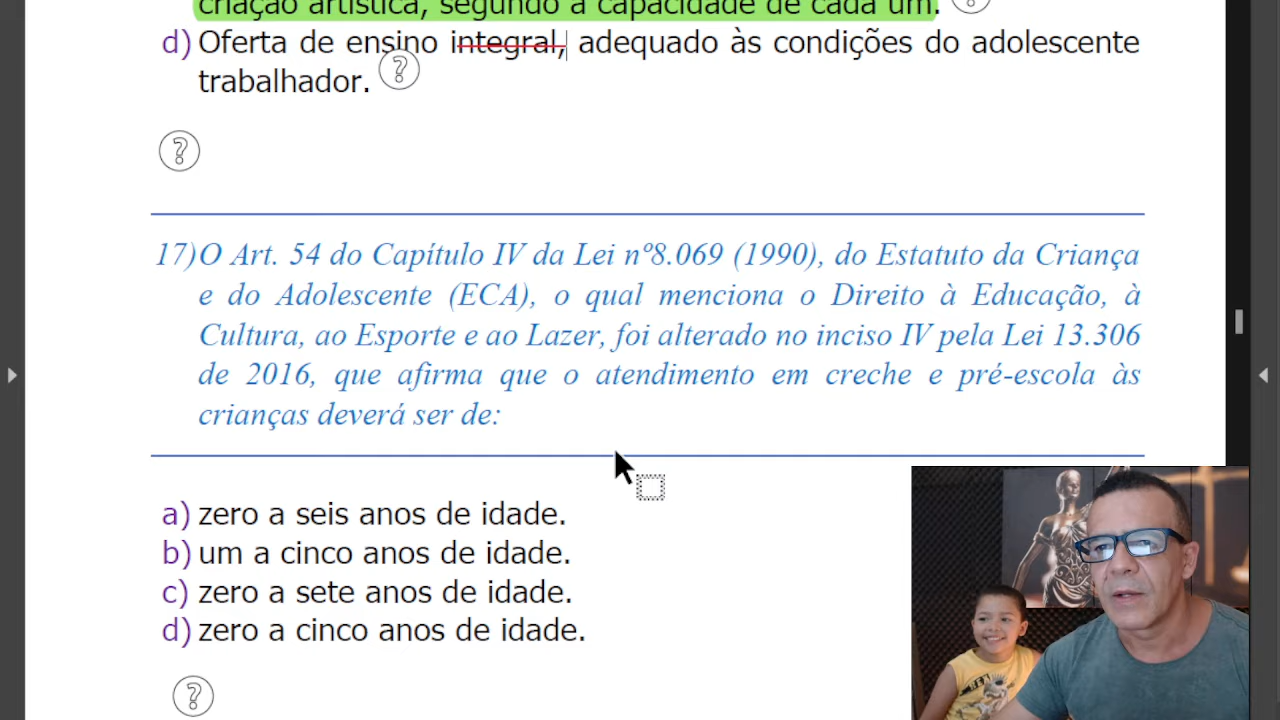 criação artística, segundo a capacidade de cada um. ?
d) Oferta de ensino integral, adequado às condições do adolescente
trabalhador. ?
?
17)O Art. 54 do Capítulo IV da Lei nº8.069 (1990), do Estatuto da Criança
e do Adolescente (ECA), o qual menciona o Direito à Educação, à
Cultura, ao Esporte e ao Lazer, foi alterado no inciso IV pela Lei 13.306
de 2016, que afirma que o atendimento em creche e pré-escola às
crianças deverá ser de:
a) zero a seis anos de idade.
b) um a cinco anos de idade.
c) zero a sete anos de idade.
d) zero a cinco anos de idade.
?